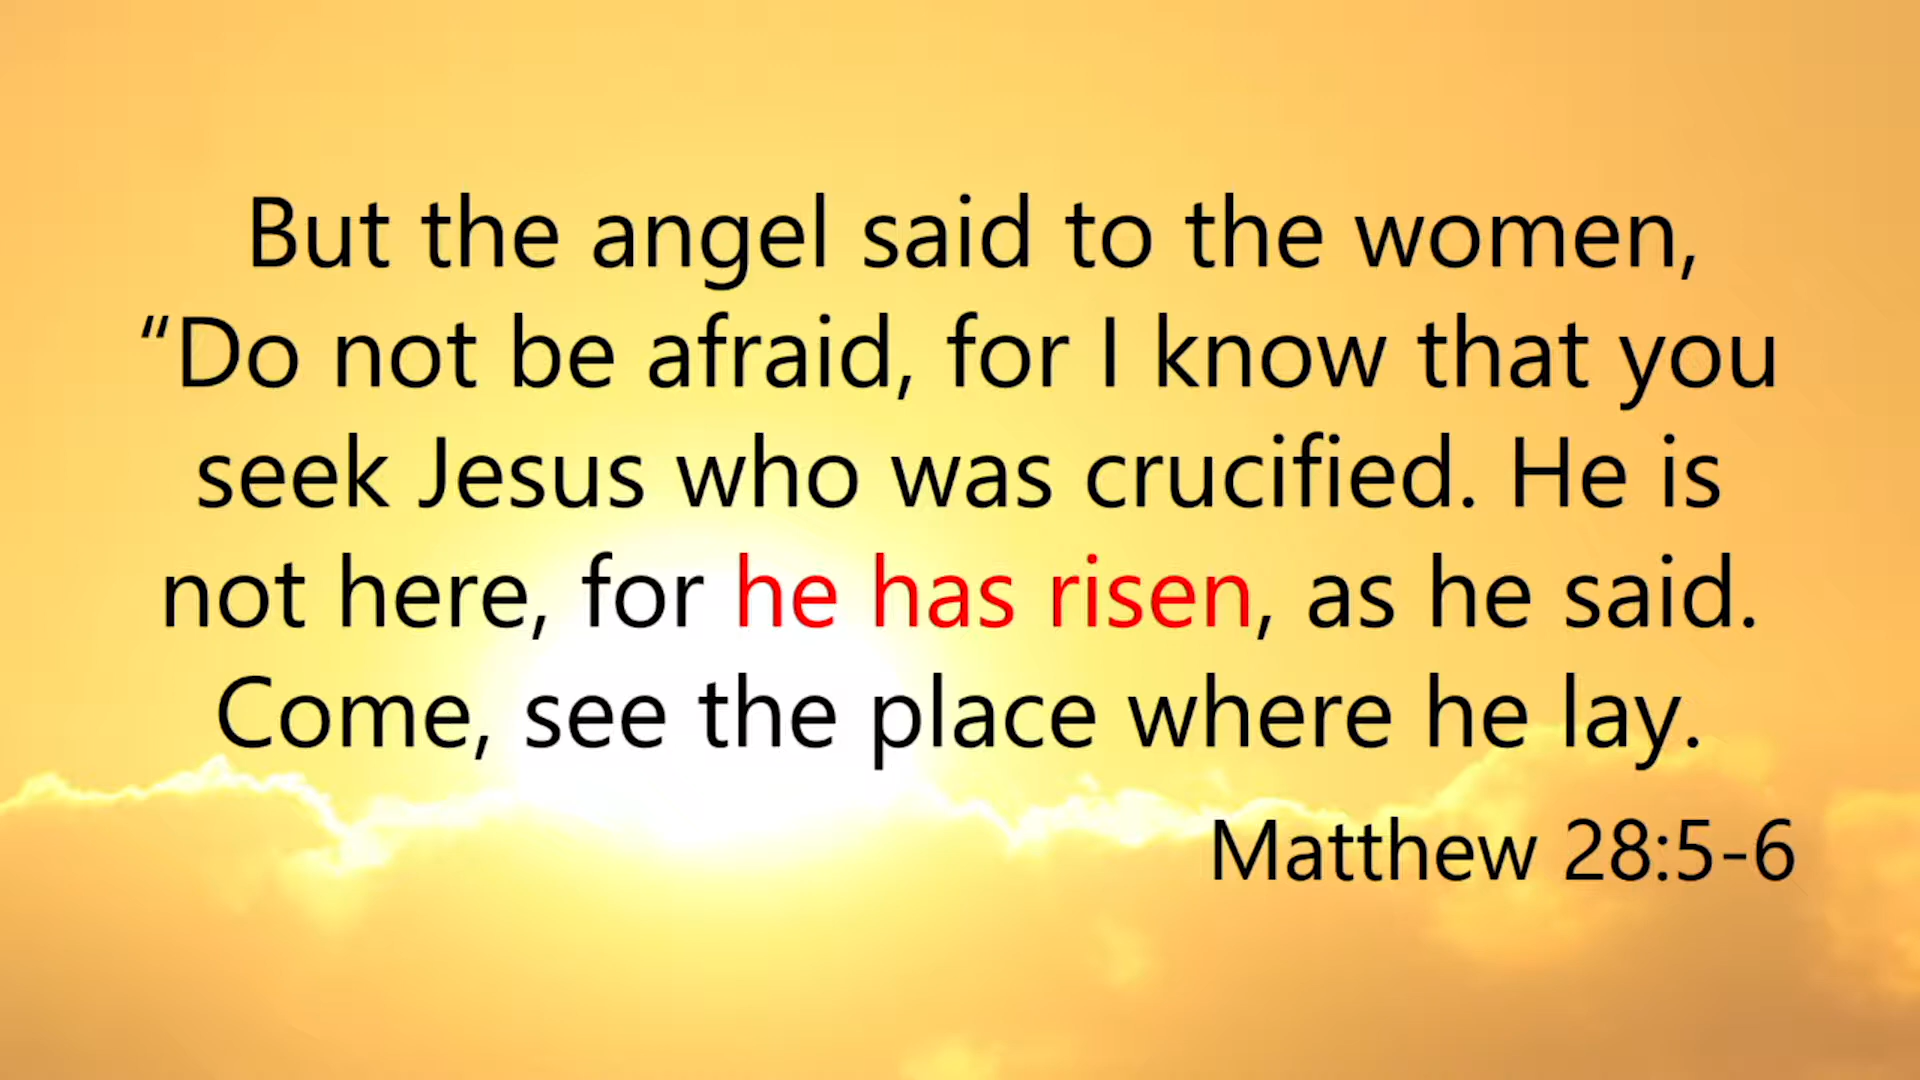 But the angel said to the women,
“Do not be afraid, for I know that you
seek Jesus who was crucified. He is
not here, for he has risen, as he said.
Come, see the place where he lay.
Matthew 28:5-6